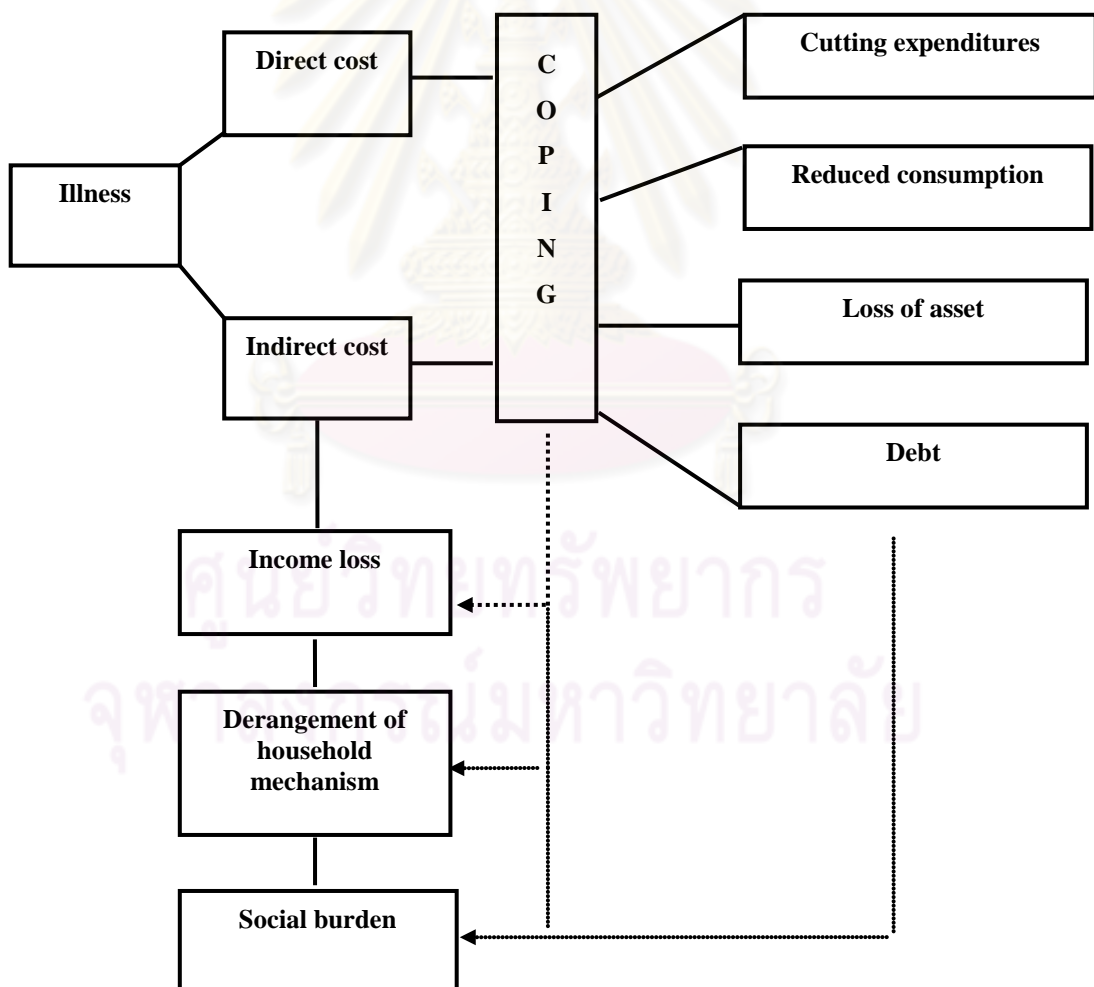 Direct cost
C
O
P
I
N
G
Cutting expenditures
Illness
Reduced consumption
Indirect cost
Loss of asset
Debt
Income loss
ศูนย์วิทยทรัพยากร
จุฬาลงกรณ์มหาวิทยาลัย
Derangement of
household
mechanism
Social burden